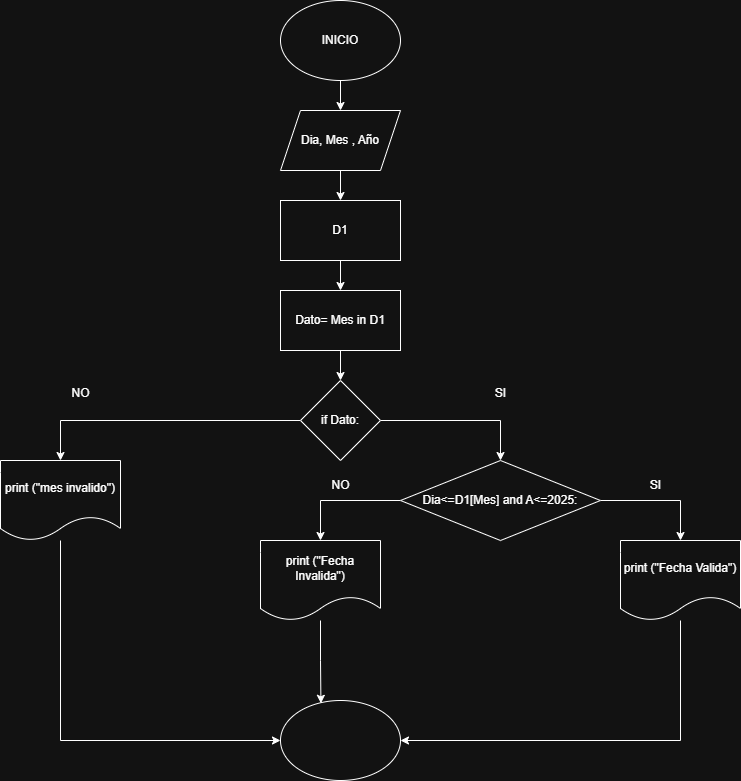 INICIO
Dia, Mes , Año
D1
Dato= Mes in D1
if Dato:
NO
SI
print ("mes invalido")
Dia<=D1[Mes] and A<=2025:
NO
SI
print ("Fecha
Invalida")
print ("Fecha Valida")